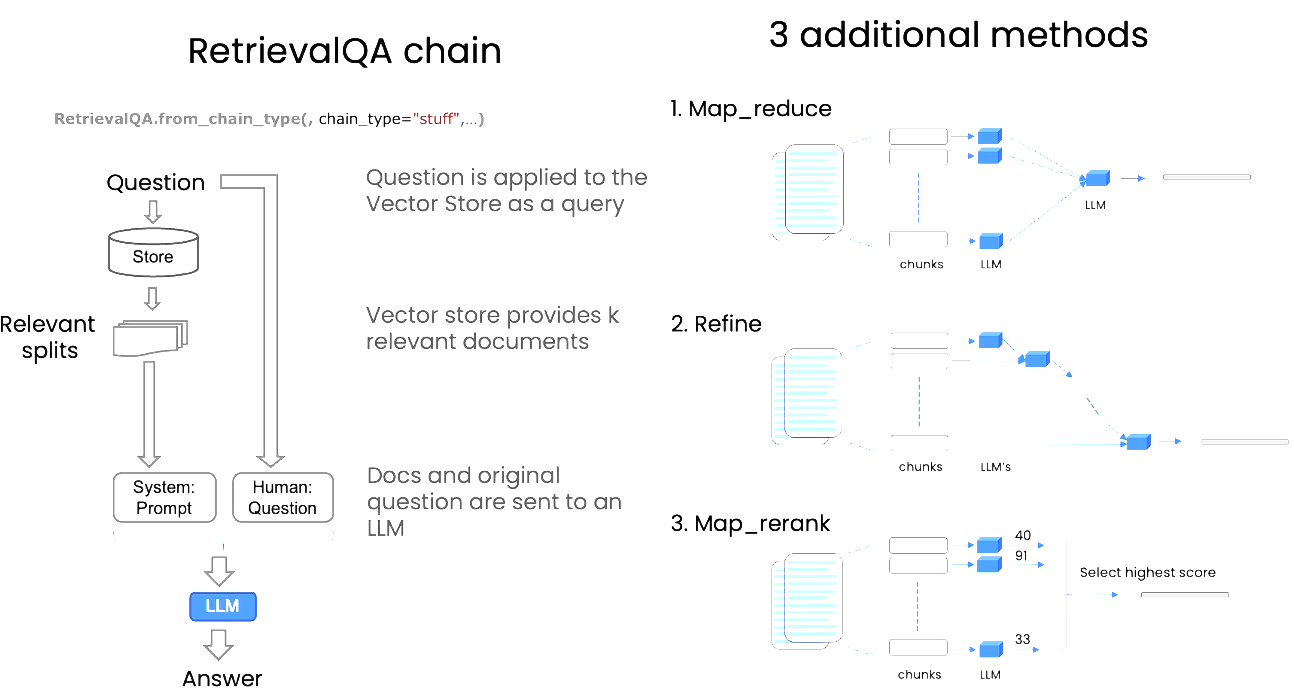 RetrievalQA chain
RetrievalQA.from_chain_type(, chain_type="stuff",...)
Question
Question is applied to the
Vector Store as a query
Store
Relevant
splits
Vector store provides k
relevant documents
System:
Prompt
Human:
Question
Docs and original
question are sent to an
LLM
LLM
Answer
3 additional methods
1. Map_reduce
LLM
chunks
LLM
2. Refine
chunks
LLM's
3. Map_rerank
40
91
Select highest score
33
chunks
LLM